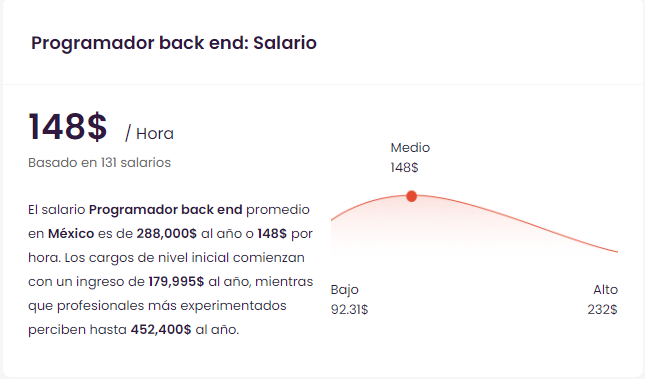 Programador back end: Salario
148$ / Hora
Basado en 131 salarios
El salario Programador back end promedio
en México es de 288,000$ al año o 148$ por
hora. Los cargos de nivel inicial comienzan
con un ingreso de 179,995$ al año, mientras
que profesionales más experimentados
perciben hasta 452,400$ al año.
Medio
148$
Bajo
92.31$
Alto
232$